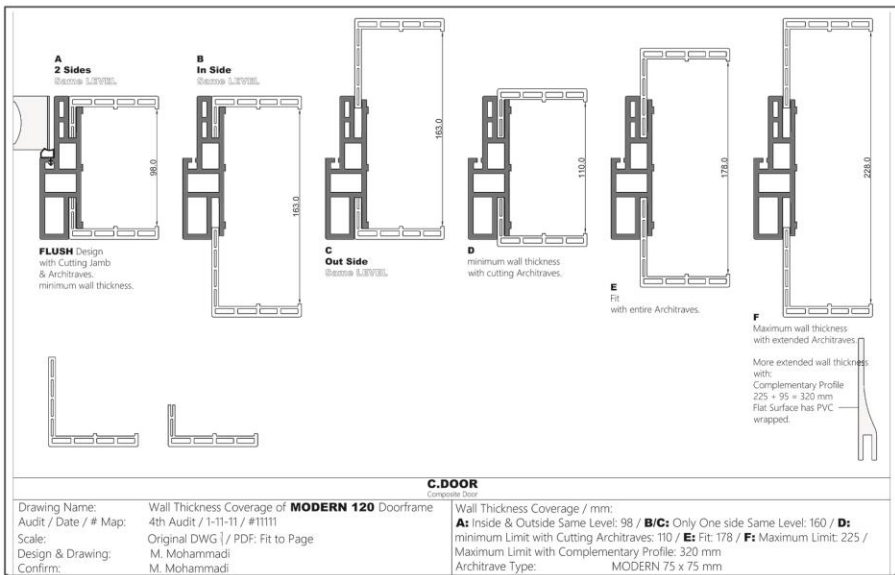 A
2 Sides
Same LEVEL
98.0
FLUSH Design
with Cutting Jamb
& Architraves.
minimum wall thickness.
B
In Side
Same LEVEL
163.0
163.0
C
Out Side
Same LEVEL
110.0
D
minimum wall thickness
with cutting Architraves.
178.0
E
Fit
with entire Architraves.
228.0
F
Maximum wall thickness
with extended Architraves.
More extended wall thickness
with:
Complementary Profile
225 + 95 = 320 mm
Flat Surface has PVC
wrapped.
C.DOOR
Composite Door
Drawing Name: Wall Thickness Coverage of MODERN 120 Doorframe
Audit / Date / # Map: 4th Audit / 1-11-11 / #11111
Scale: Original DWG / PDF: Fit to Page
Design & Drawing: M. Mohammadi
Confirm: M. Mohammadi
Wall Thickness Coverage / mm:
A: Inside & Outside Same Level: 98 / B/C: Only One side Same Level: 160 / D:
minimum Limit with Cutting Architraves: 110 / E: Fit: 178 / F: Maximum Limit: 225 /
Maximum Limit with Complementary Profile: 320 mm
Architrave Type: MODERN 75 x 75 mm